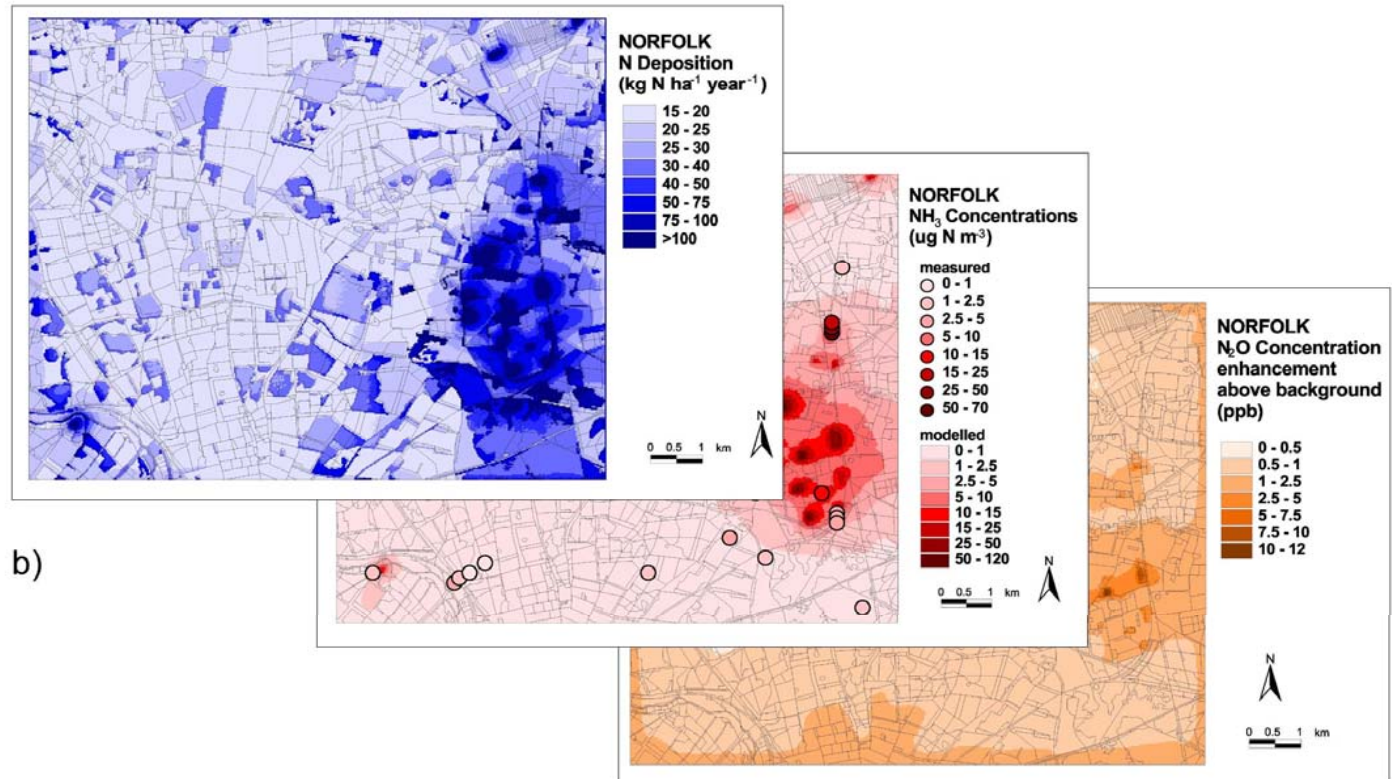 NORFOLK
N Deposition
(kg N ha⁻¹ year⁻¹)
15 - 20
20 - 25
25 - 30
30 - 40
40 - 50
50 - 75
75 - 100
>100
N
0 0.5 1 km
NORFOLK
NH₃ Concentrations
(ug N m⁻³)
measured
0 - 1
1 - 2.5
2.5 - 5
5 - 10
10 - 15
15 - 25
25 - 50
50 - 70
modelled
0 - 1
1 - 2.5
2.5 - 5
5 - 10
10 - 15
15 - 25
25 - 50
50 - 120
N
0 0.5 1 km
NORFOLK
N₂O Concentration
enhancement
above background
(ppb)
0 - 0.5
0.5 - 1
1 - 2.5
2.5 - 5
5 - 7.5
7.5 - 10
10 - 12
N
0 0.5 1 km
b)